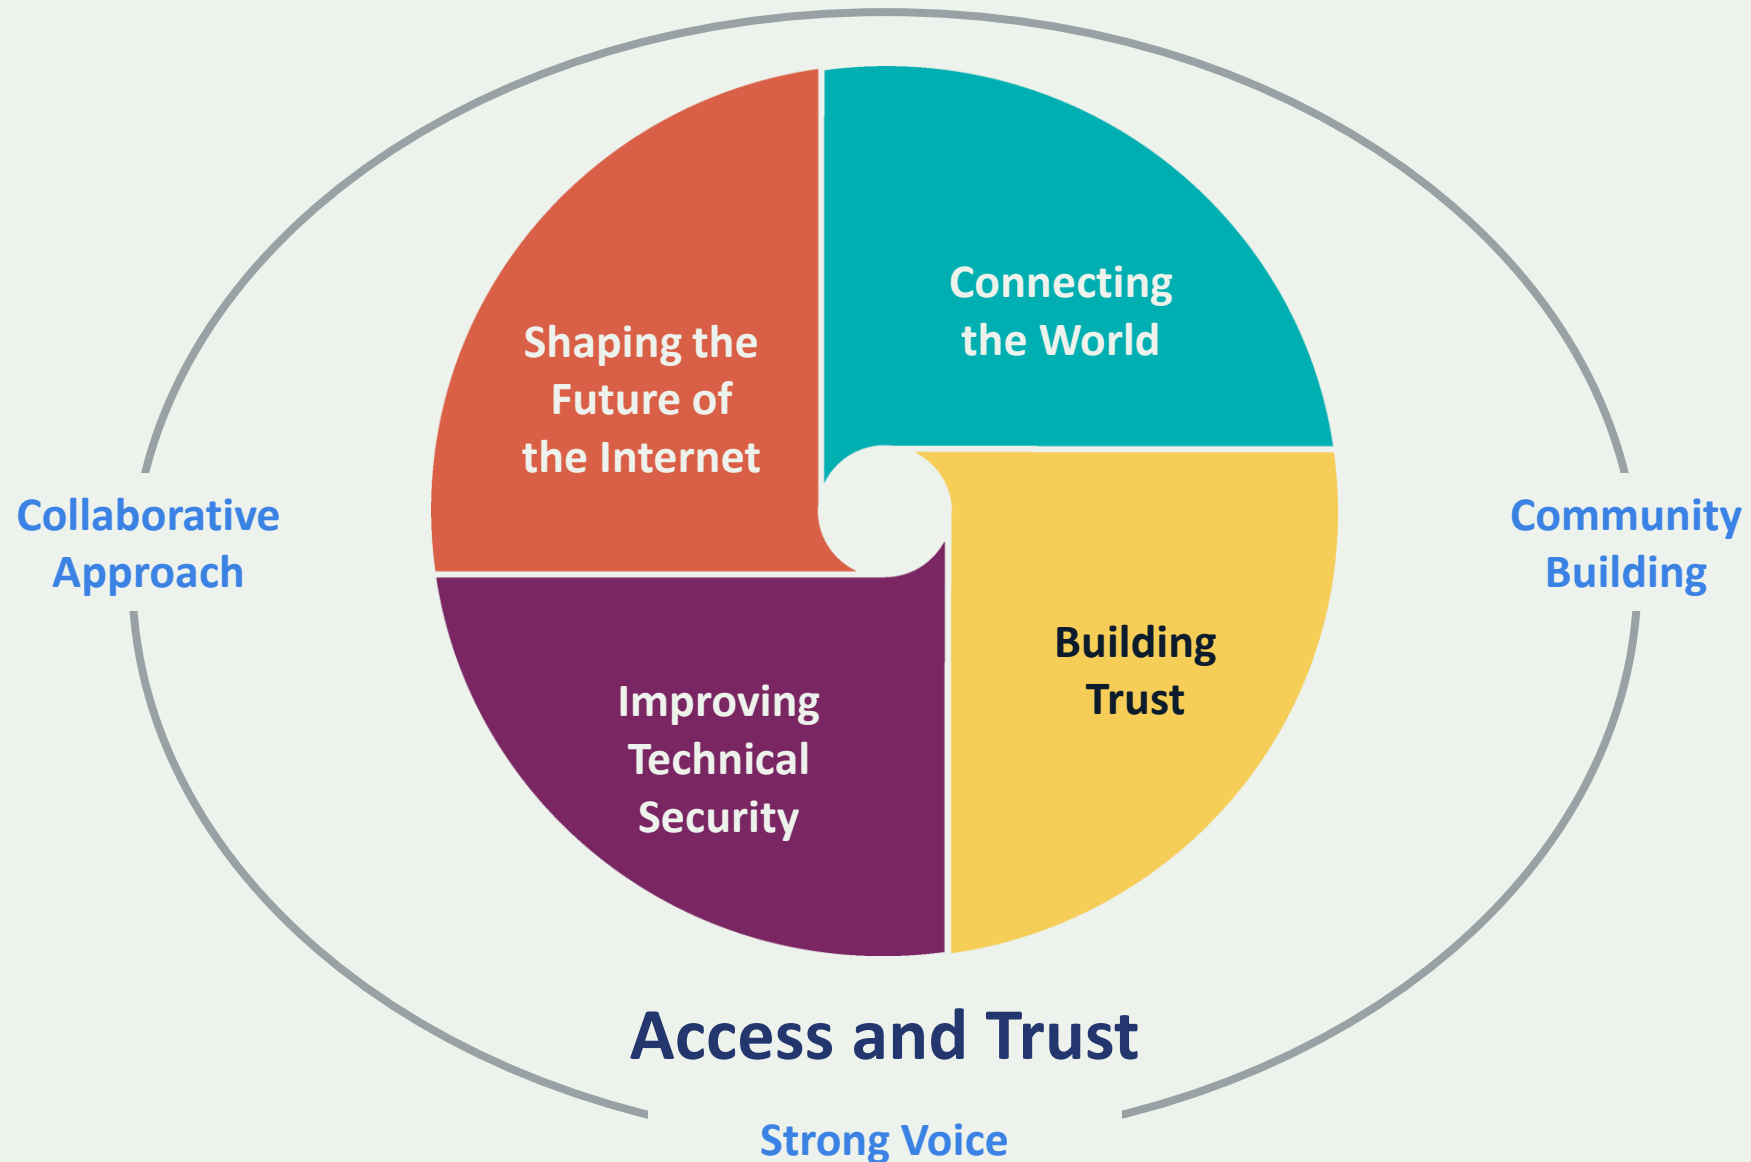 Connecting
the World
Shaping the
Future of
the Internet
Collaborative
Approach
Community
Building
Building
Trust
Improving
Technical
Security
Access and Trust
Strong Voice